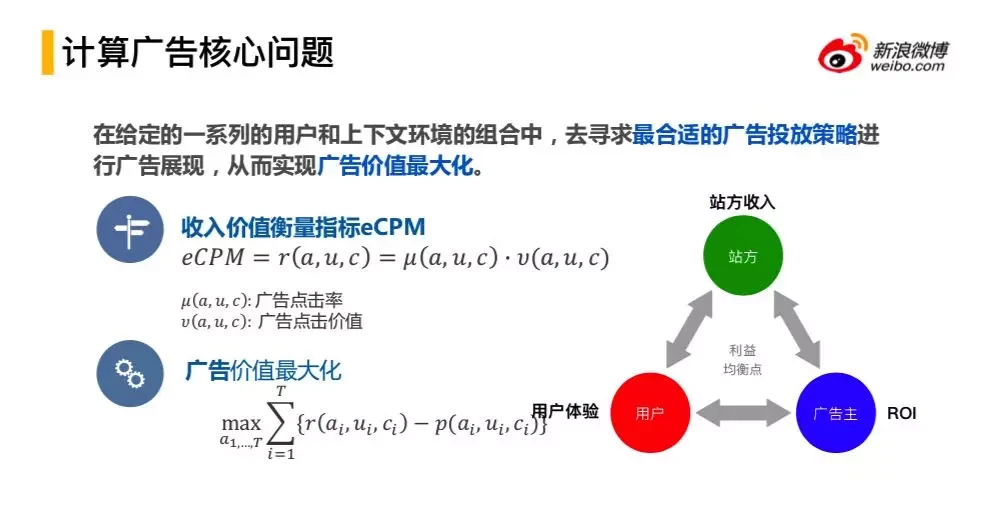 计算广告核心问题
新浪微博
weibo.com
在给定的一系列的用户和上下文环境的组合中，去寻求最合适的广告投放策略进
行广告展现，从而实现广告价值最大化。
收入价值衡量指标eCPM
eCPM = r(a, u, c) = μ(a, u, c) · υ(a, u, c)
μ(a, u, c): 广告点击率
υ(a, u, c): 广告点击价值
广告价值最大化
max_{a_{1,…,T}} ∑_{i=1}^{T} {r(a_i, u_i, c_i) − p(a_i, u_i, c_i)}
站方收入
站方
利益
均衡点
用户体验
用户
广告主
ROI